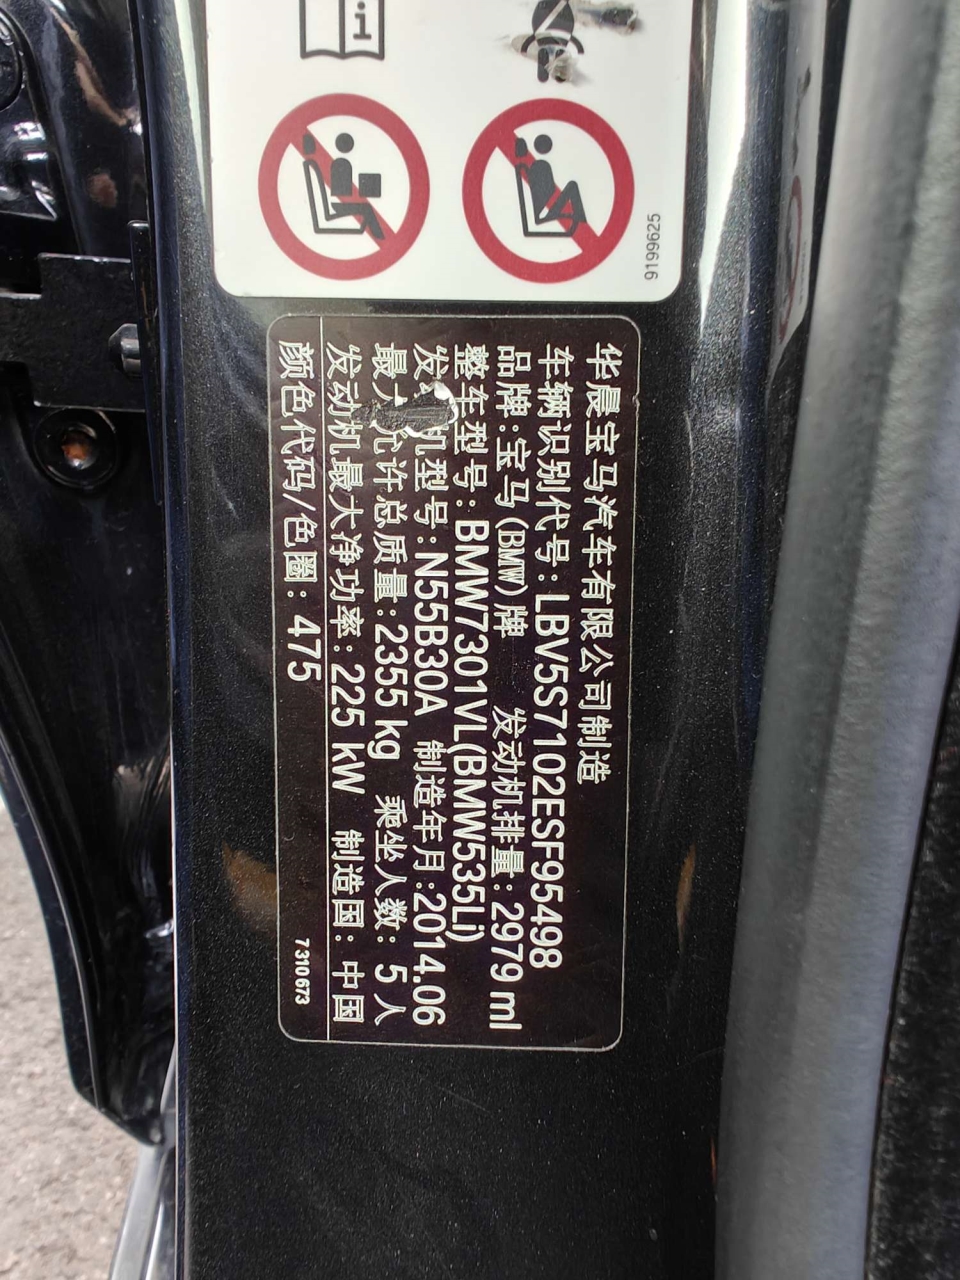 9199625
华晨宝马汽车有限公司制造
车辆识别代号:LBV5S7102ESF95498
品牌:宝马(BMW)牌 发动机排量:2979 ml
整车型号:BMW7301VL(BMW535Li)
发 机型号:N55B30A 制造年月:2014.06
最大允许总质量:2355 kg 乘坐人数: 5 人
发动机最大净功率:225 kW 制造国: 中国
颜色代码/色圈: 475
7310673